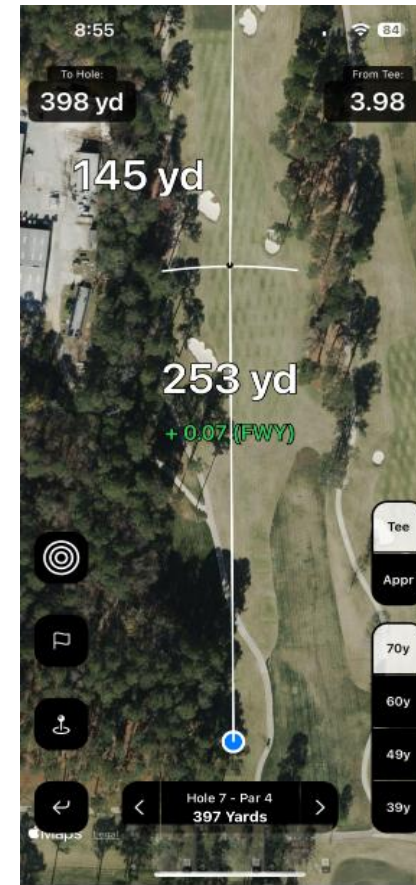 8:55
84
To Hole:
398 yd
From Tee:
3.98
145 yd
253 yd
+ 0.07 (FWY)
Tee
Appr
70y
60y
49y
39y
Hole 7 - Par 4
397 Yards
Maps Legal